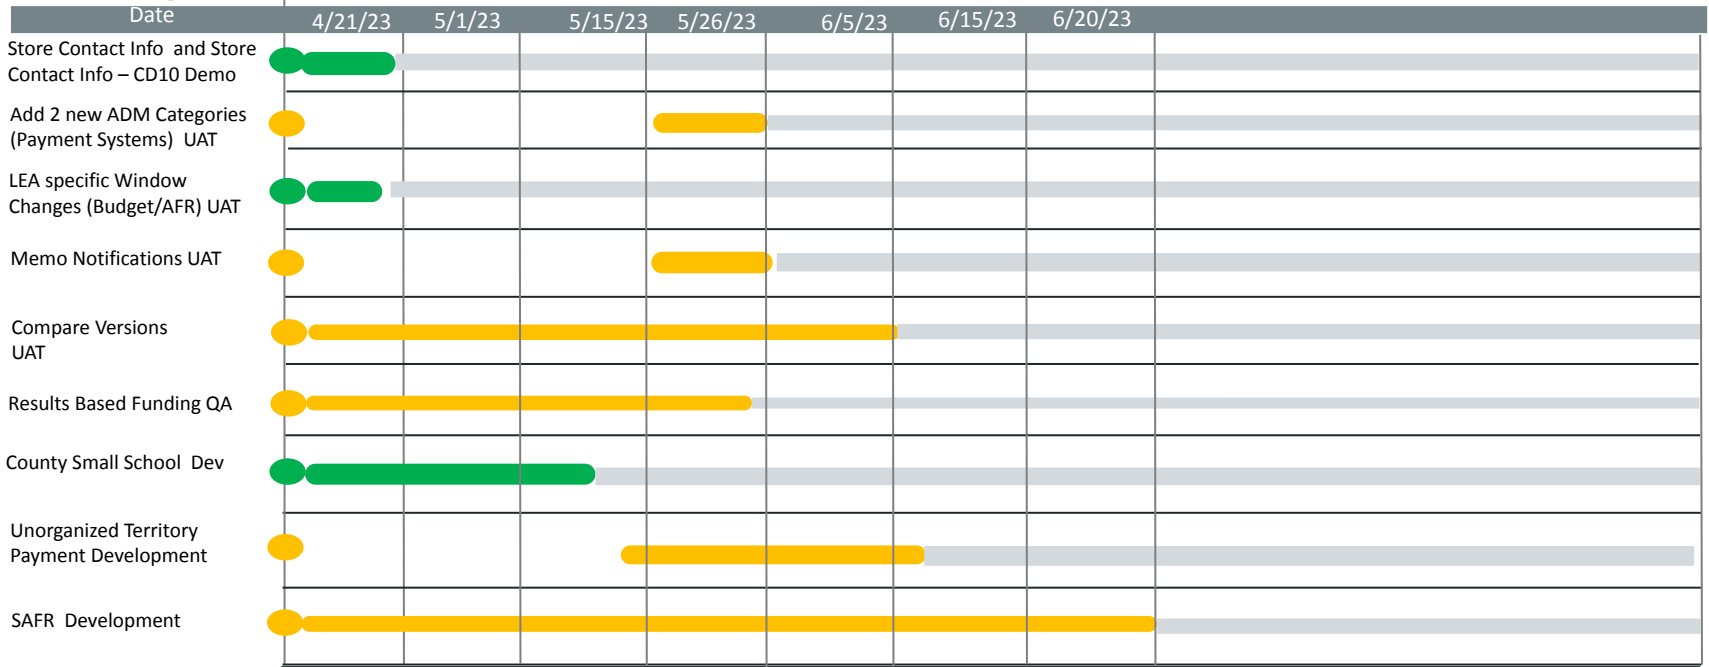 Date 4/21/23 5/1/23 5/15/23 5/26/23 6/5/23 6/15/23 6/20/23
Store Contact Info and Store
Contact Info – CD10 Demo
Add 2 new ADM Categories
(Payment Systems) UAT
LEA specific Window
Changes (Budget/AFR) UAT
Memo Notifications UAT
Compare Versions
UAT
Results Based Funding QA
County Small School Dev
Unorganized Territory
Payment Development
SAFR Development